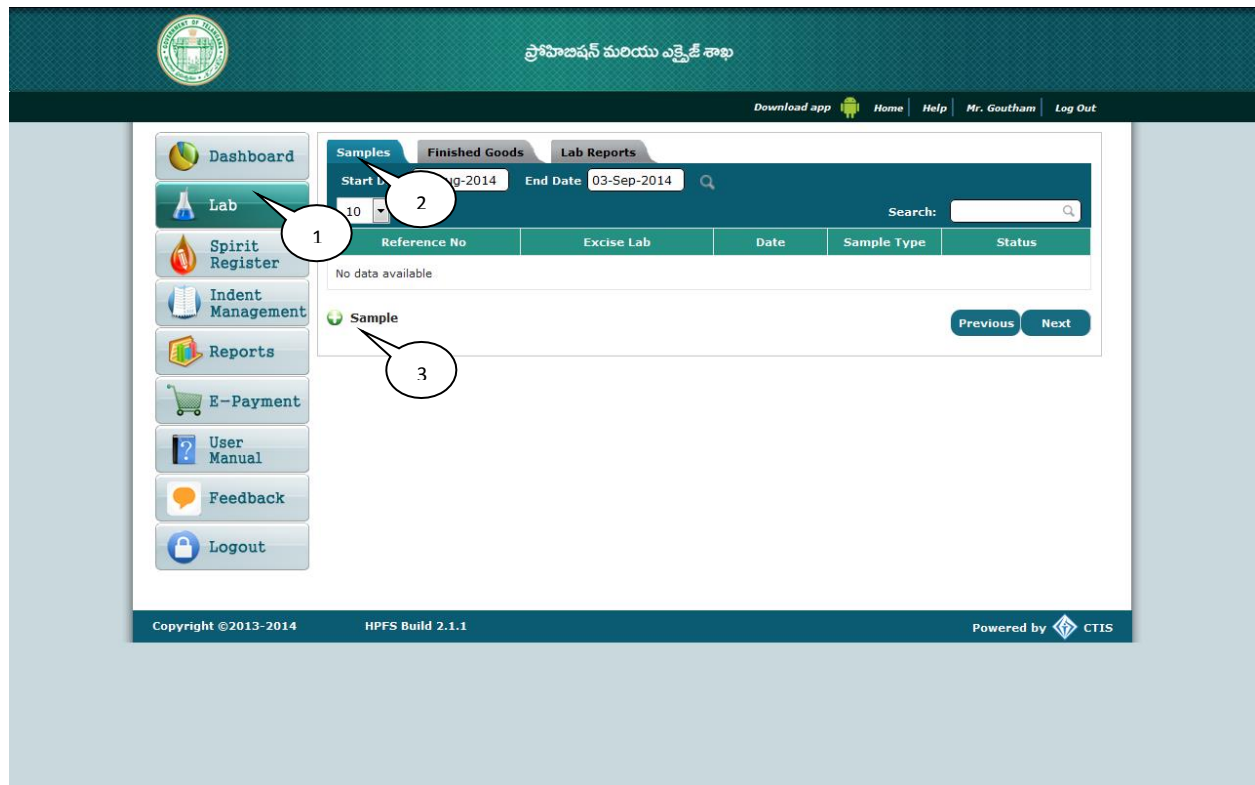 ప్రోహిబిషన్ మరియు ఎక్సైజ్ శాఖ
Download app Home Help Mr. Goutham Log Out
Dashboard
Lab
Spirit
Register
Indent
Management
Reports
E-Payment
User
Manual
Feedback
Logout
Samples Finished Goods Lab Reports
Start ug-2014 End Date 03-Sep-2014
10 Search:
Reference No Excise Lab Date Sample Type Status
No data available
Sample Previous Next
1
2
3
Copyright ©2013-2014 HPFS Build 2.1.1 Powered by CTIS